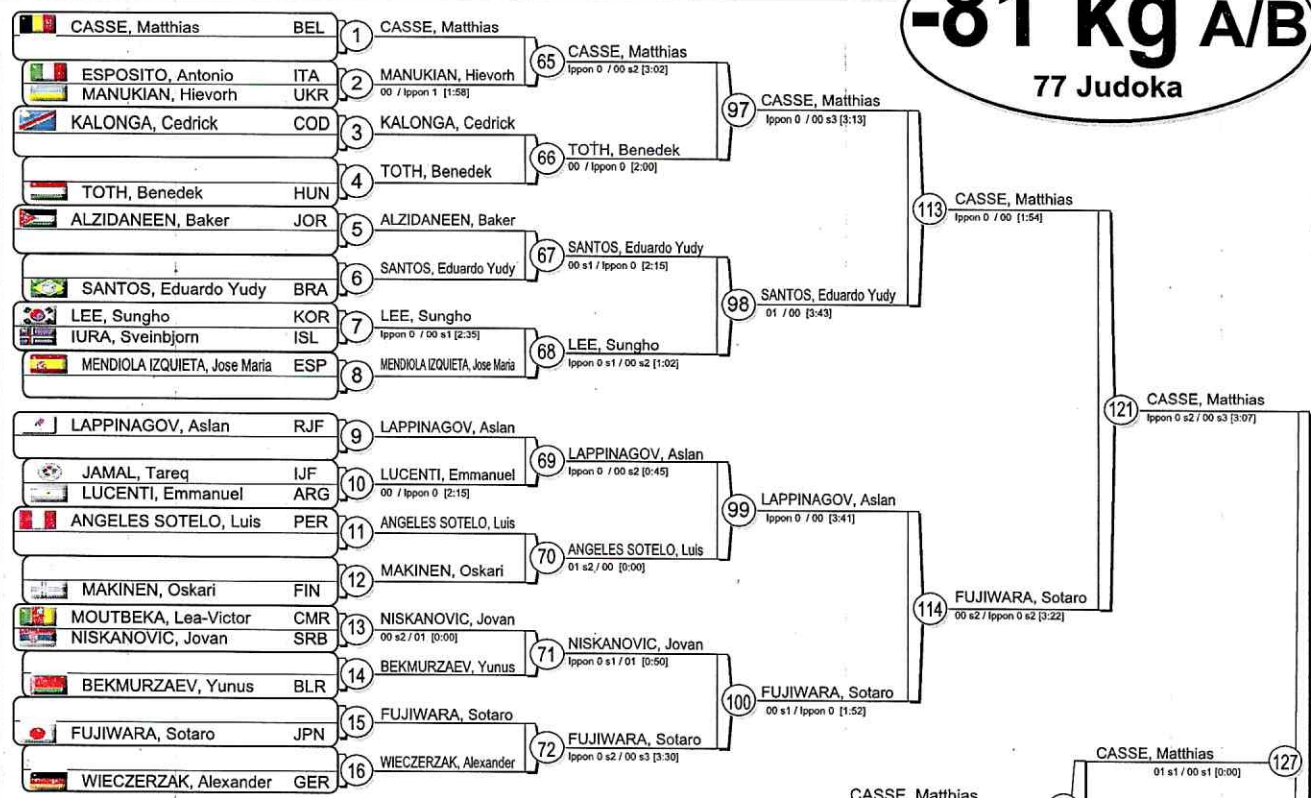 -81 kg A/B
77 Judoka
CASSE, Matthias BEL
ESPOSITO, Antonio ITA
MANUKIAN, Hievorh UKR
KALONGA, Cedrick COD
TOTH, Benedek HUN
ALZIDANEEN, Baker JOR
SANTOS, Eduardo Yudy BRA
LEE, Sungho KOR
IURA, Sveinbjorn ISL
MENDIOLA IZQUIETA, Jose Maria ESP
LAPPINAGOV, Aslan RJF
JAMAL, Tareq IJF
LUCENTI, Emmanuel ARG
ANGELES SOTELO, Luis PER
MAKINEN, Oskari FIN
MOUTBEKA, Lea-Victor CMR
NISKANOVIC, Jovan SRB
BEKMURZAEV, Yunus BLR
FUJIWARA, Sotaro JPN
WIECZERZAK, Alexander GER
1 CASSE, Matthias
2 MANUKIAN, Hievorh
00 / Ippon 1 [1:58]
3 KALONGA, Cedrick
4 TOTH, Benedek
5 ALZIDANEEN, Baker
6 SANTOS, Eduardo Yudy
7 LEE, Sungho
Ippon 0 / 00 s1 [2:35]
8 MENDIOLA IZQUIETA, Jose Maria
9 LAPPINAGOV, Aslan
10 LUCENTI, Emmanuel
00 / Ippon 0 [2:15]
11 ANGELES SOTELO, Luis
12 MAKINEN, Oskari
13 NISKANOVIC, Jovan
00 s2 / 01 [0:00]
14 BEKMURZAEV, Yunus
15 FUJIWARA, Sotaro
16 WIECZERZAK, Alexander
65 CASSE, Matthias
Ippon 0 / 00 s2 [3:02]
66 TOTH, Benedek
00 / Ippon 0 [2:00]
67 SANTOS, Eduardo Yudy
00 s1 / Ippon 0 [2:15]
68 LEE, Sungho
Ippon 0 s1 / 00 s2 [1:02]
69 LAPPINAGOV, Aslan
Ippon 0 / 00 s2 [0:45]
70 ANGELES SOTELO, Luis
01 s2 / 00 [0:00]
71 NISKANOVIC, Jovan
Ippon 0 s1 / 01 [0:50]
72 FUJIWARA, Sotaro
Ippon 0 s2 / 00 s3 [3:30]
97 CASSE, Matthias
Ippon 0 / 00 s3 [3:13]
98 SANTOS, Eduardo Yudy
01 / 00 [3:43]
99 LAPPINAGOV, Aslan
Ippon 0 / 00 [3:41]
100 FUJIWARA, Sotaro
00 s1 / Ippon 0 [1:52]
113 CASSE, Matthias
Ippon 0 / 00 [1:54]
114 FUJIWARA, Sotaro
00 s2 / Ippon 0 s2 [3:22]
121 CASSE, Matthias
Ippon 0 s2 / 00 s3 [3:07]
CASSE, Matthias 127
01 s1 / 00 s1 [0:00]
CASSE, Matthias